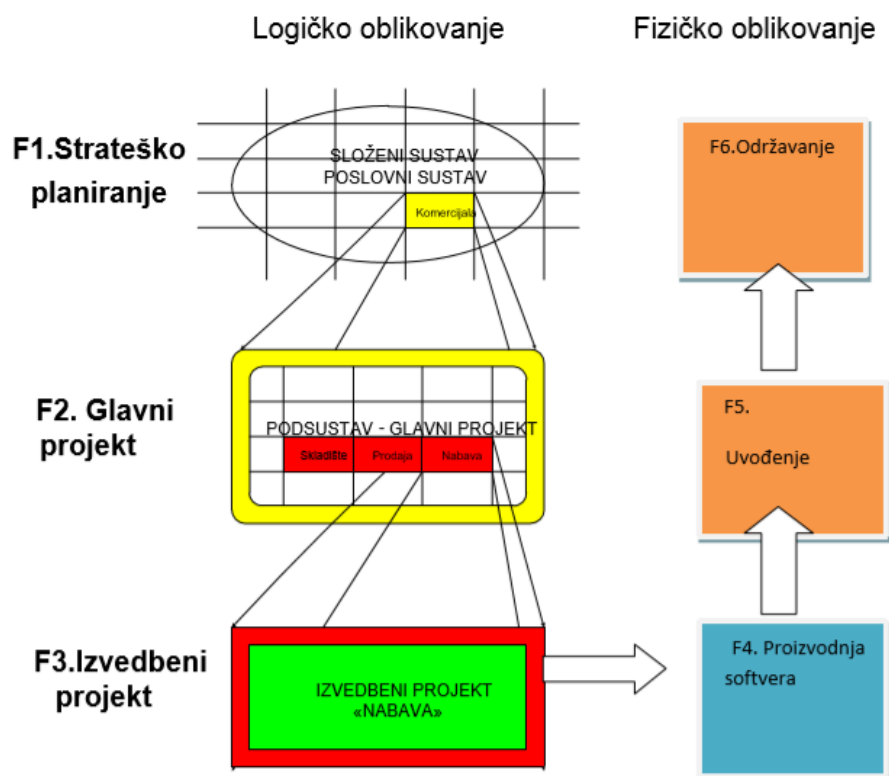 Logičko oblikovanje
Fizičko oblikovanje
F1.Strateško
planiranje
SLOŽENI SUSTAV
POSLOVNI SUSTAV
Komercijala
F6.Održavanje
F2. Glavni
projekt
PODSUSTAV - GLAVNI PROJEKT
Skladište
Prodaja
Nabava
F5.
Uvođenje
F3.Izvedbeni
projekt
IZVEDBENI PROJEKT
«NABAVA»
F4. Proizvodnja
softvera